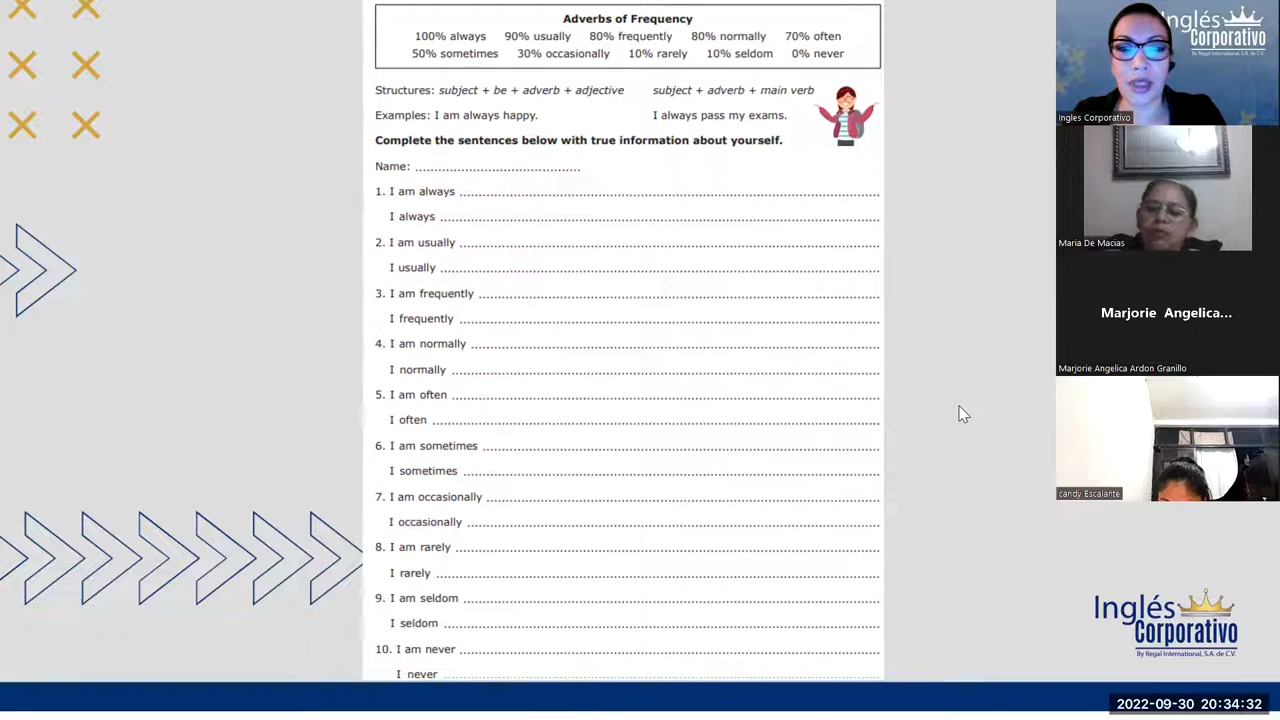 Adverbs of Frequency
100% always 90% usually 80% frequently 80% normally 70% often
50% sometimes 30% occasionally 10% rarely 10% seldom 0% never
Structures: subject + be + adverb + adjective subject + adverb + main verb
Examples: I am always happy. I always pass my exams.
Complete the sentences below with true information about yourself.
Name: ..........................................
1. I am always ..........................................
I always ..........................................
2. I am usually ..........................................
I usually ..........................................
3. I am frequently ..........................................
I frequently ..........................................
4. I am normally ..........................................
I normally ..........................................
5. I am often ..........................................
I often ..........................................
6. I am sometimes ..........................................
I sometimes ..........................................
7. I am occasionally ..........................................
I occasionally ..........................................
8. I am rarely ..........................................
I rarely ..........................................
9. I am seldom ..........................................
I seldom ..........................................
10. I am never ..........................................
I never ..........................................
Inglés
Corporativo
By Regal International, S.A. de C.V.
Ingles Corporativo
Maria De Macias
Marjorie Angelica...
Marjorie Angelica Ardon Granillo
candy Escalante
Inglés
Corporativo
By Regal International, S.A. de C.V.
2022-09-30 20:34:32